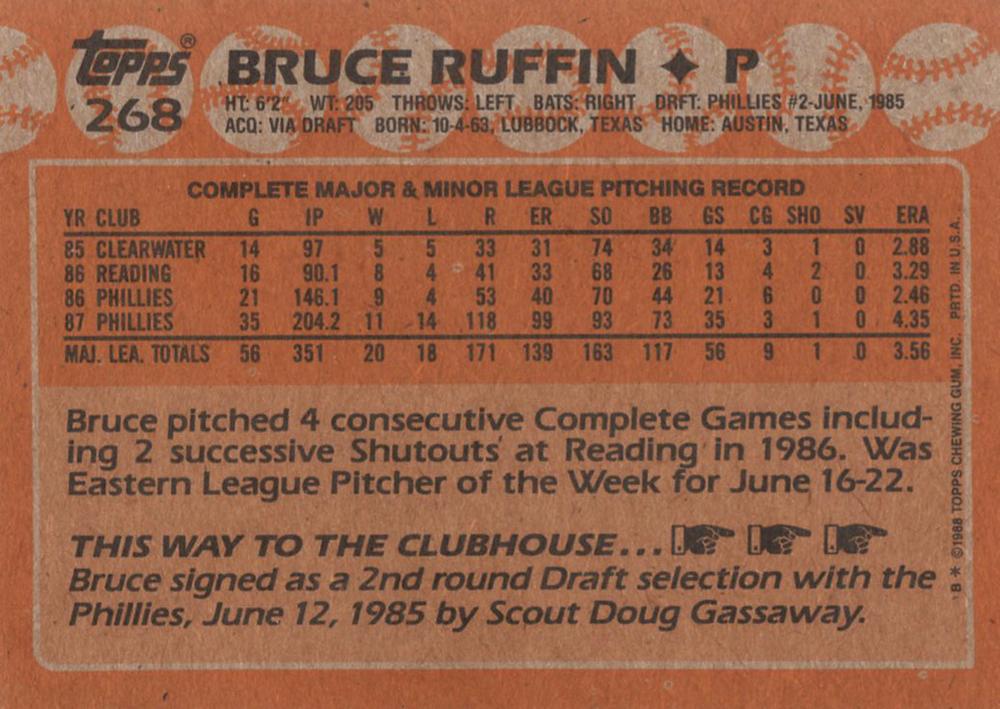 Topps® BRUCE RUFFIN ✦ P
268
HT: 6'2" WT: 205 THROWS: LEFT BATS: RIGHT DRFT: PHILLIES #2-JUNE, 1985
ACQ: VIA DRAFT BORN: 10-4-63, LUBBOCK, TEXAS HOME: AUSTIN, TEXAS
COMPLETE MAJOR & MINOR LEAGUE PITCHING RECORD
YR CLUB G IP W L R ER SO BB GS CG SHO SV ERA
85 CLEARWATER 14 97 5 5 33 31 74 34 14 3 1 0 2.88
86 READING 16 90.1 8 4 41 33 68 26 13 4 2 0 3.29
86 PHILLIES 21 146.1 9 4 53 40 70 44 21 6 0 0 2.46
87 PHILLIES 35 204.2 11 14 118 99 93 73 35 3 1 0 4.35
MAJ. LEA. TOTALS 56 351 20 18 171 139 163 117 56 9 1 0 3.56
Bruce pitched 4 consecutive Complete Games includ-
ing 2 successive Shutouts at Reading in 1986. Was
Eastern League Pitcher of the Week for June 16-22.
THIS WAY TO THE CLUBHOUSE...
Bruce signed as a 2nd round Draft selection with the
Phillies, June 12, 1985 by Scout Doug Gassaway.
B * ©1988 TOPPS CHEWING GUM, INC. PRTD. IN U.S.A.